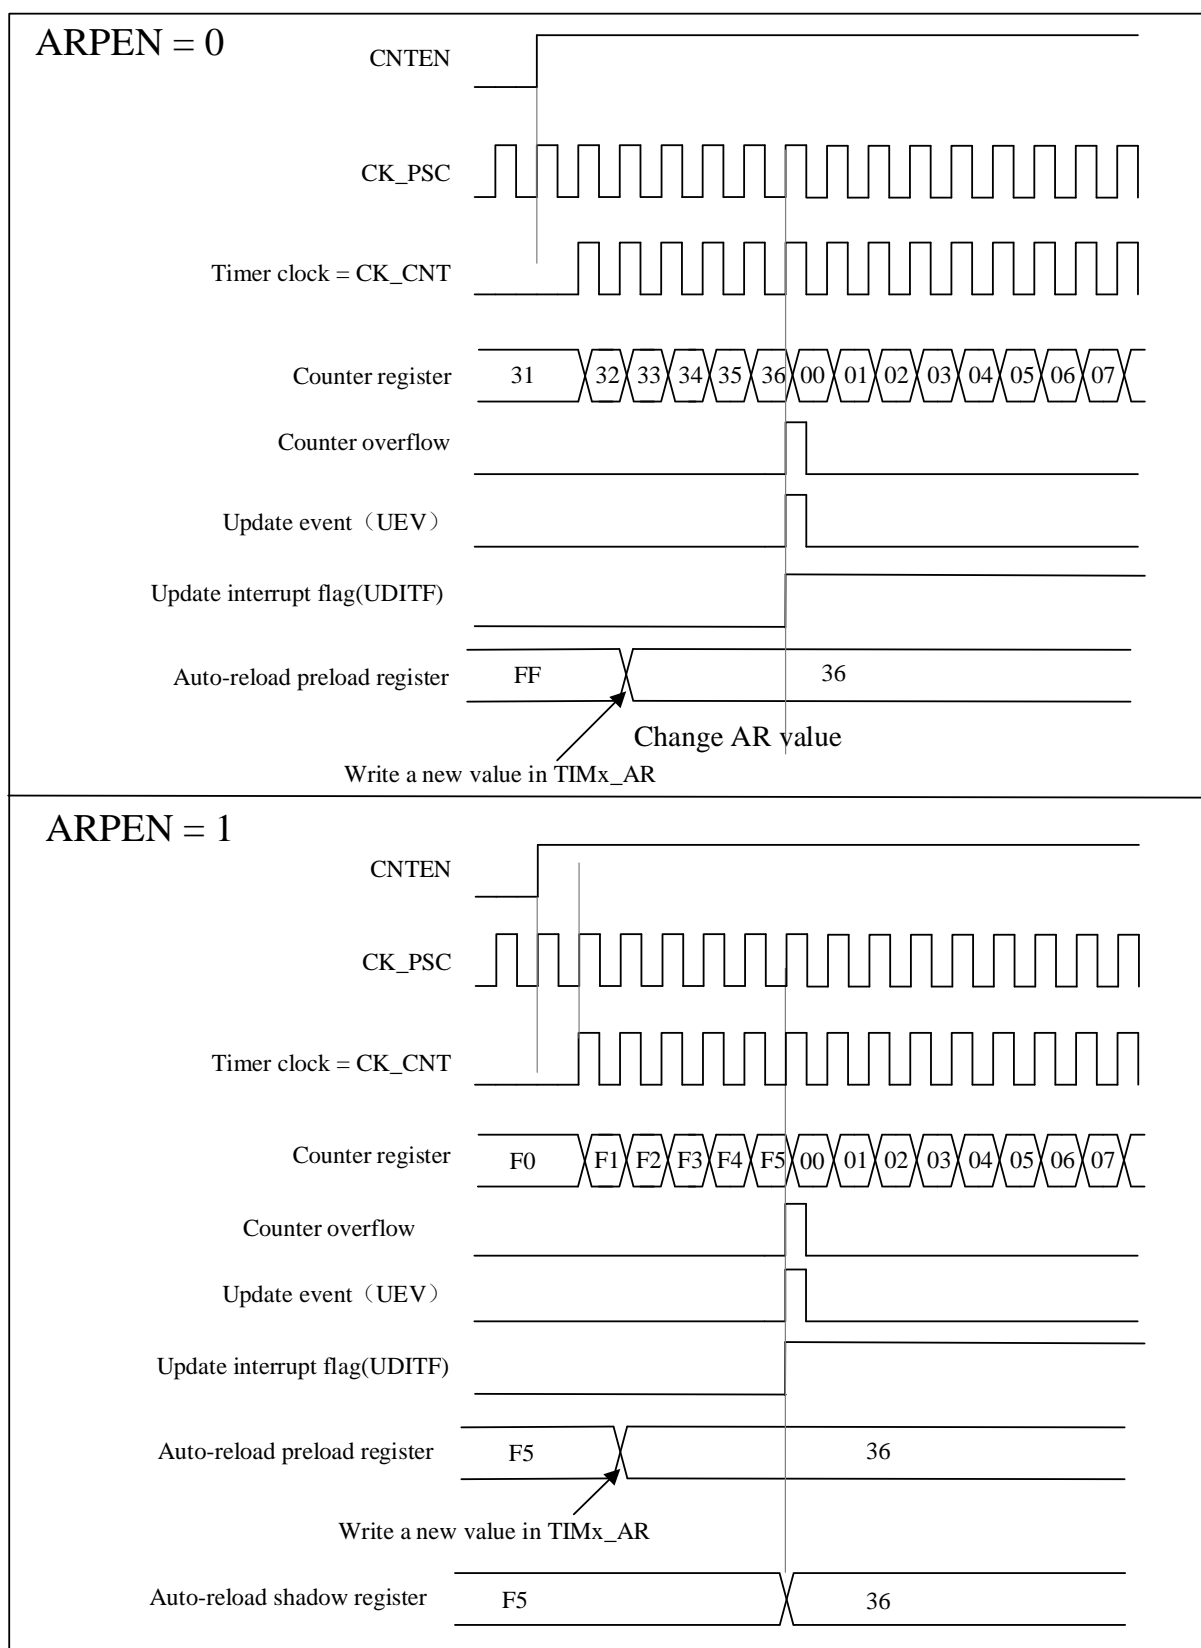 ARPEN = 0
CNTEN
CK_PSC
Timer clock = CK_CNT
Counter register 31 32 33 34 35 36 00 01 02 03 04 05 06 07
Counter overflow
Update event（UEV）
Update interrupt flag(UDITF)
Auto-reload preload register FF 36
Change AR value
Write a new value in TIMx_AR
ARPEN = 1
CNTEN
CK_PSC
Timer clock = CK_CNT
Counter register F0 F1 F2 F3 F4 F5 00 01 02 03 04 05 06 07
Counter overflow
Update event（UEV）
Update interrupt flag(UDITF)
Auto-reload preload register F5 36
Write a new value in TIMx_AR
Auto-reload shadow register F5 36